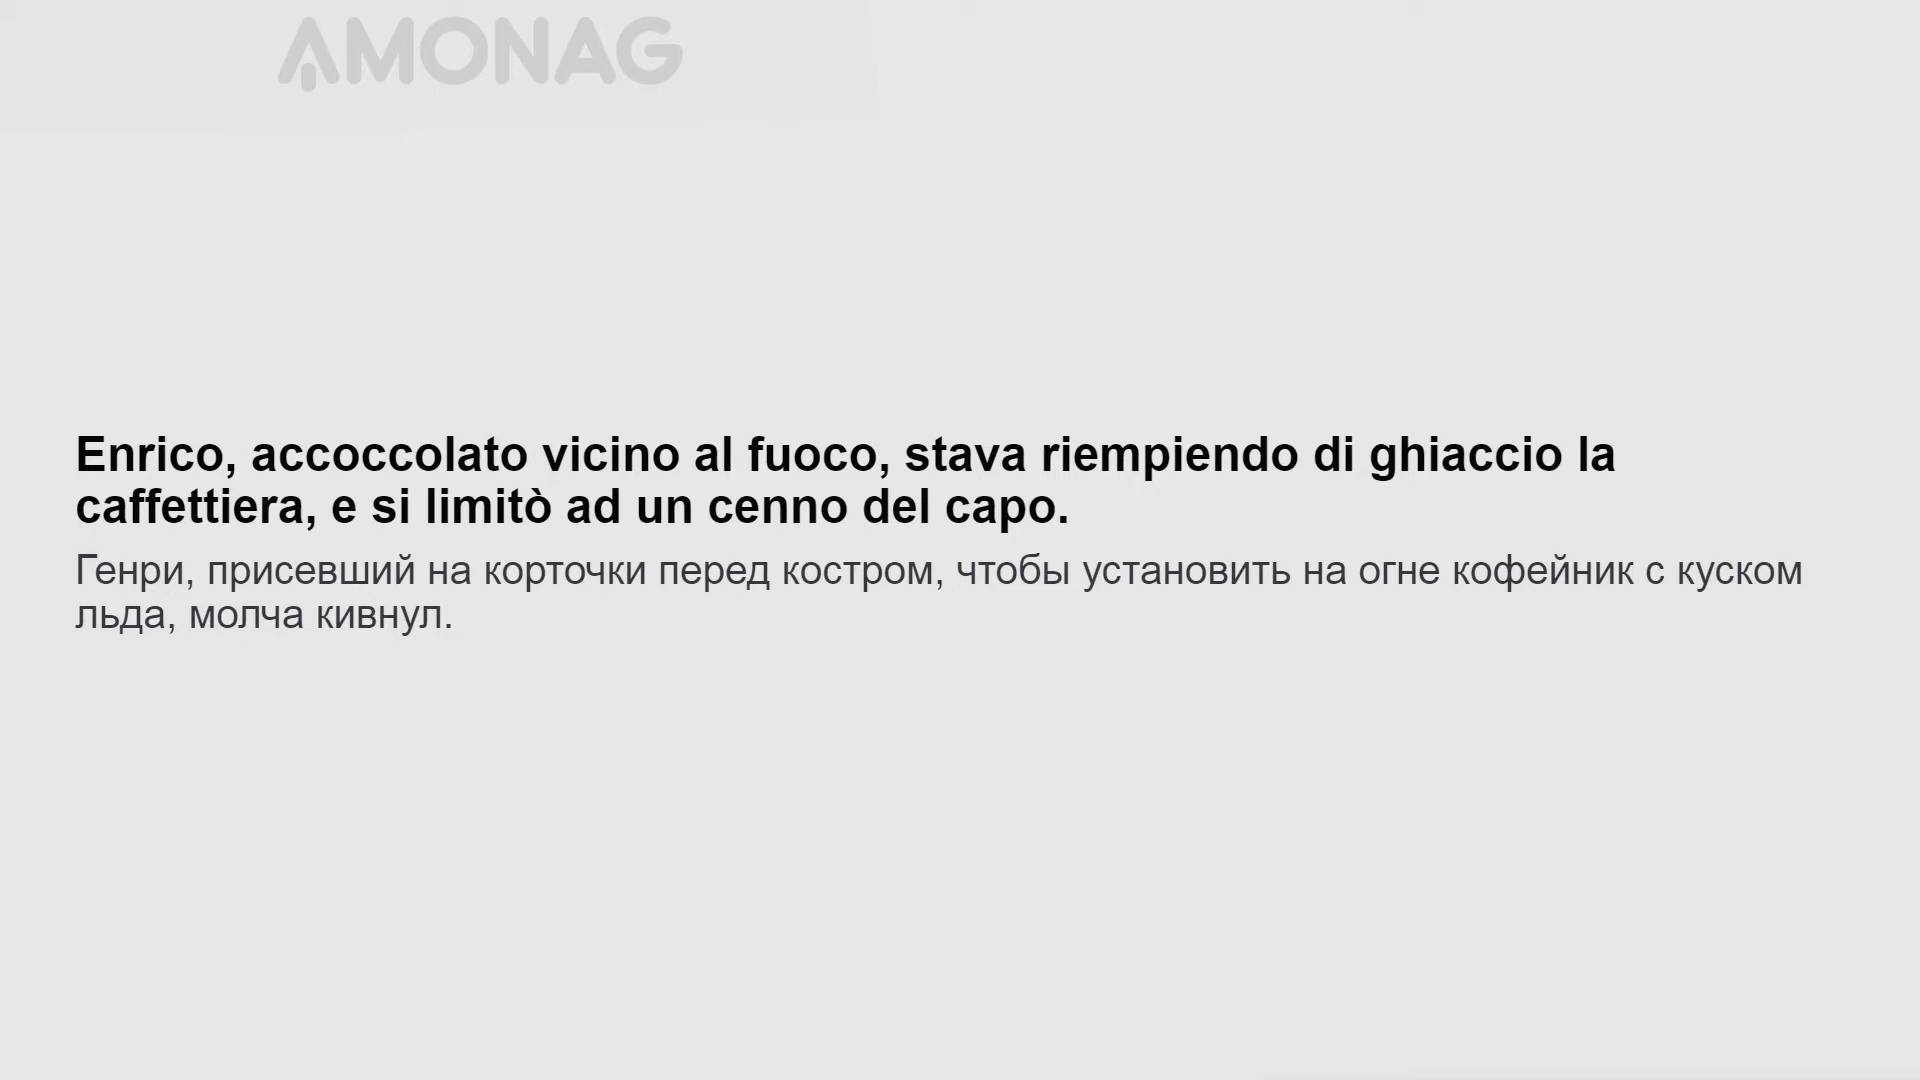 AMONAG
Enrico, accoccolato vicino al fuoco, stava riempiendo di ghiaccio la
caffettiera, e si limitò ad un cenno del capo.
Генри, присевший на корточки перед костром, чтобы установить на огне кофейник с куском
льда, молча кивнул.